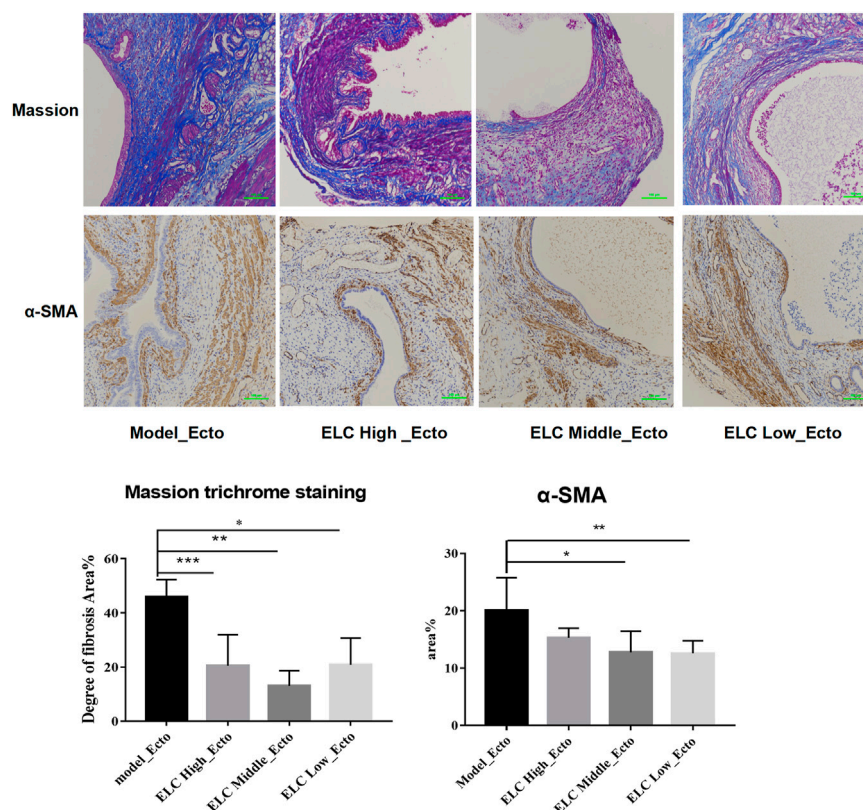 Massion
α-SMA
Model_Ecto ELC High _Ecto ELC Middle_Ecto ELC Low_Ecto
Massion trichrome staining
*
**
***
Degree of fibrosis Area%
60
40
20
0
model_Ecto
ELC High_Ecto
ELC Middle_Ecto
ELC Low_Ecto
α-SMA
**
*
area%
30
20
10
0
Model_Ecto
ELC High_Ecto
ELC Middle_Ecto
ELC Low_Ecto